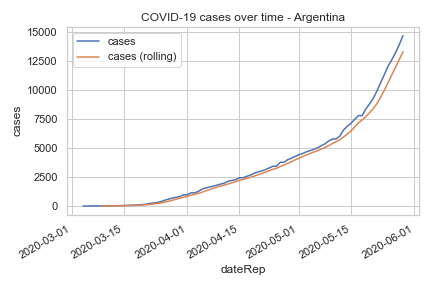 COVID-19 cases over time - Argentina
cases
cases (rolling)
15000
12500
10000
7500
5000
2500
0
cases
2020-03-01
2020-03-15
2020-04-01
2020-04-15
2020-05-01
2020-05-15
2020-06-01
dateRep